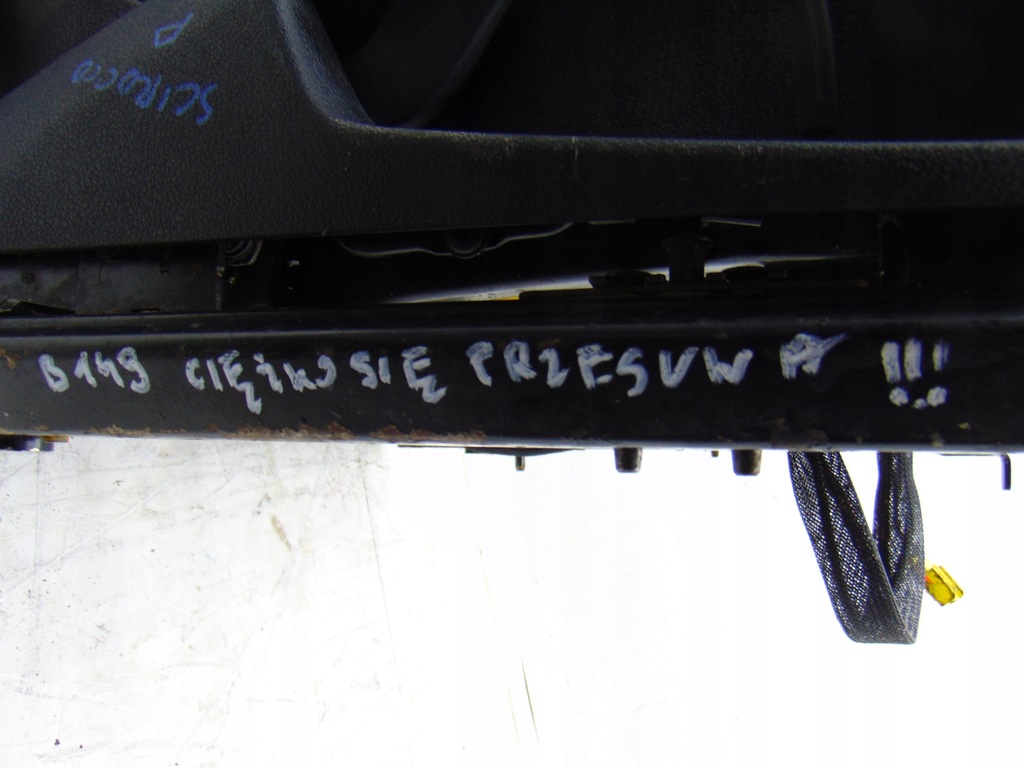 P
SCIROCCO
B149 CIĘŻKO SIĘ PRZESUWA !!!